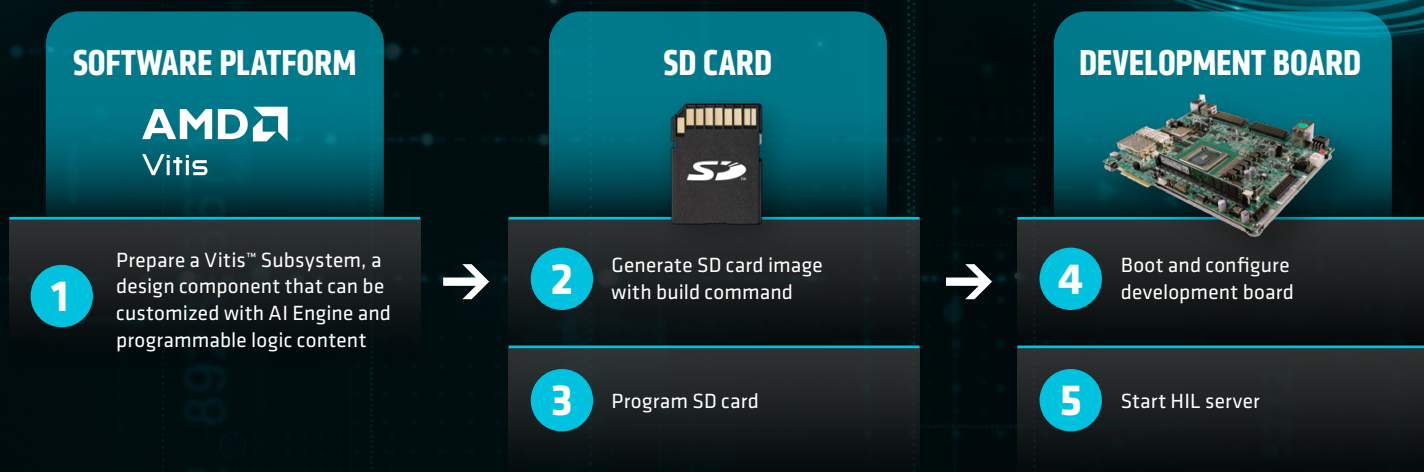 SOFTWARE PLATFORM
AMD
Vitis
1
Prepare a Vitis™ Subsystem, a
design component that can be
customized with AI Engine and
programmable logic content
SD CARD
SD™
2
Generate SD card image
with build command
3
Program SD card
DEVELOPMENT BOARD
4
Boot and configure
development board
5
Start HIL server